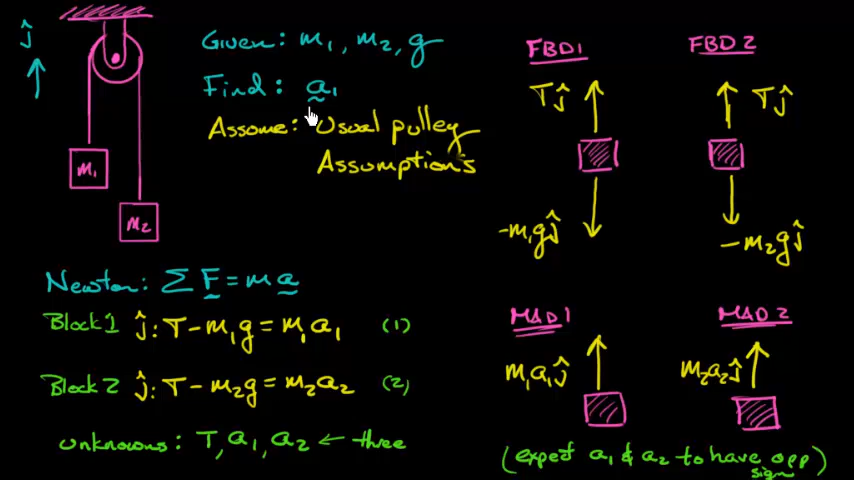 ĵ
m₁
m₂
Given: m₁, m₂, g
Find: a₁
Assume: Usual pulley
Assumptions
Newton: ΣF = ma
Block 1 ĵ: T - m₁g = m₁a₁ (1)
Block 2 ĵ: T - m₂g = m₂a₂ (2)
unknowns: T, a₁, a₂ ← three
FBD1
Tĵ
-m₁gĵ
FBD2
Tĵ
-m₂gĵ
MAD1
m₁a₁ĵ
MAD2
m₂a₂ĵ
(expect a₁ & a₂ to have opp)
sign